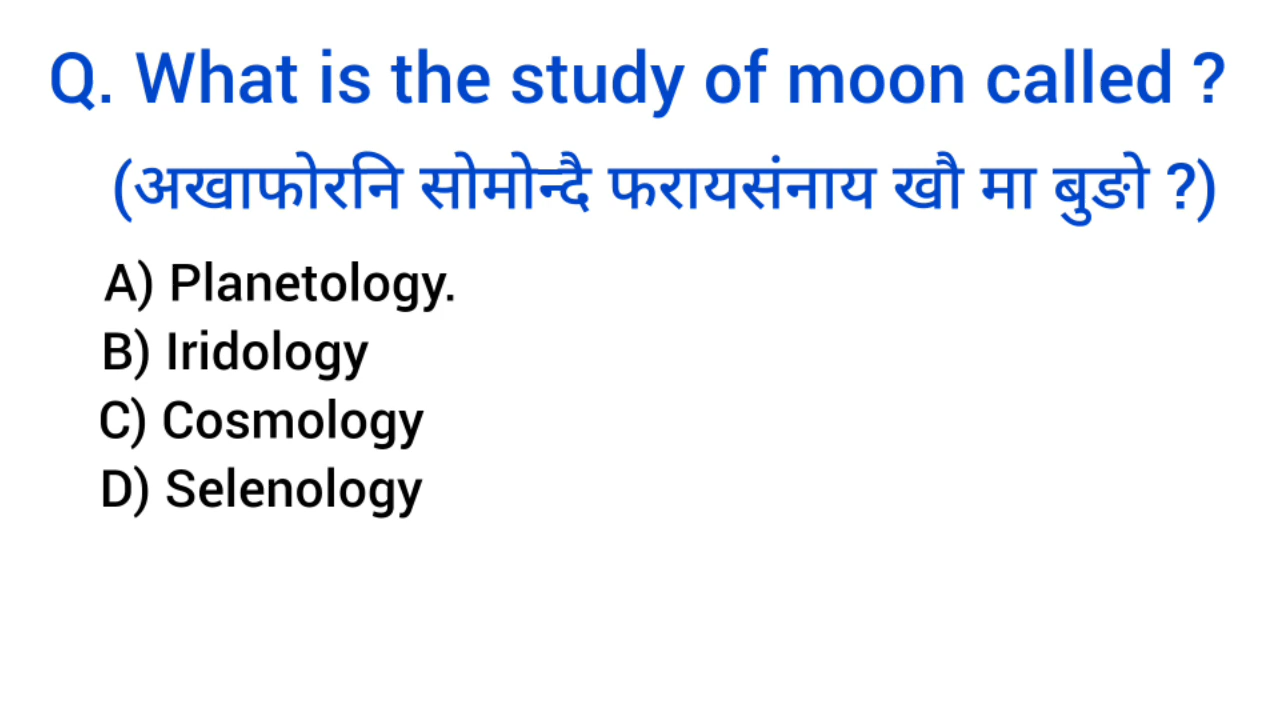 Q. What is the study of moon called ?
(अखाफोरनि सोमोन्दै फरायसंनाय खौ मा बुङो ?)
A) Planetology.
B) Iridology
C) Cosmology
D) Selenology